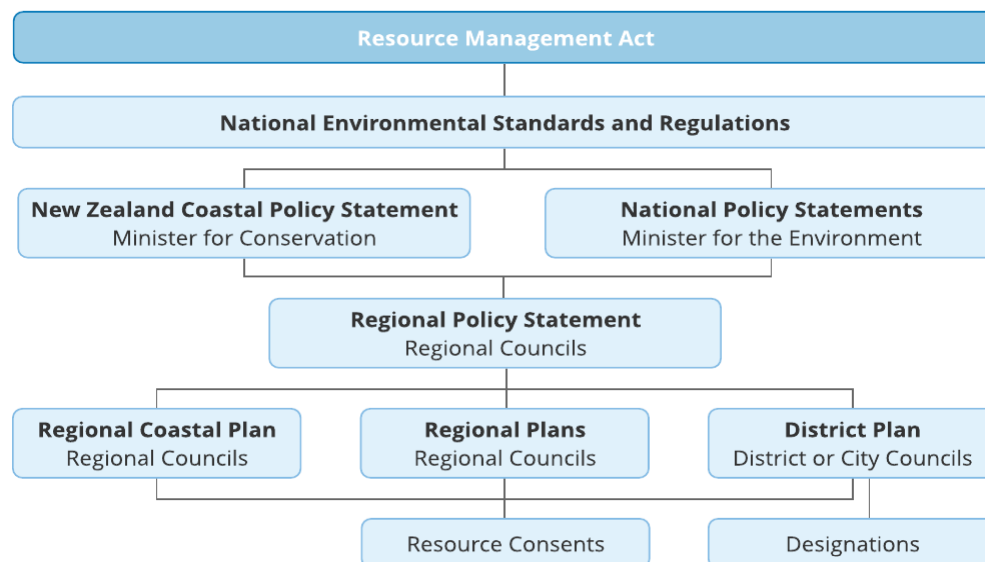 Resource Management Act
National Environmental Standards and Regulations
New Zealand Coastal Policy Statement
Minister for Conservation
National Policy Statements
Minister for the Environment
Regional Policy Statement
Regional Councils
Regional Coastal Plan
Regional Councils
Regional Plans
Regional Councils
District Plan
District or City Councils
Resource Consents
Designations